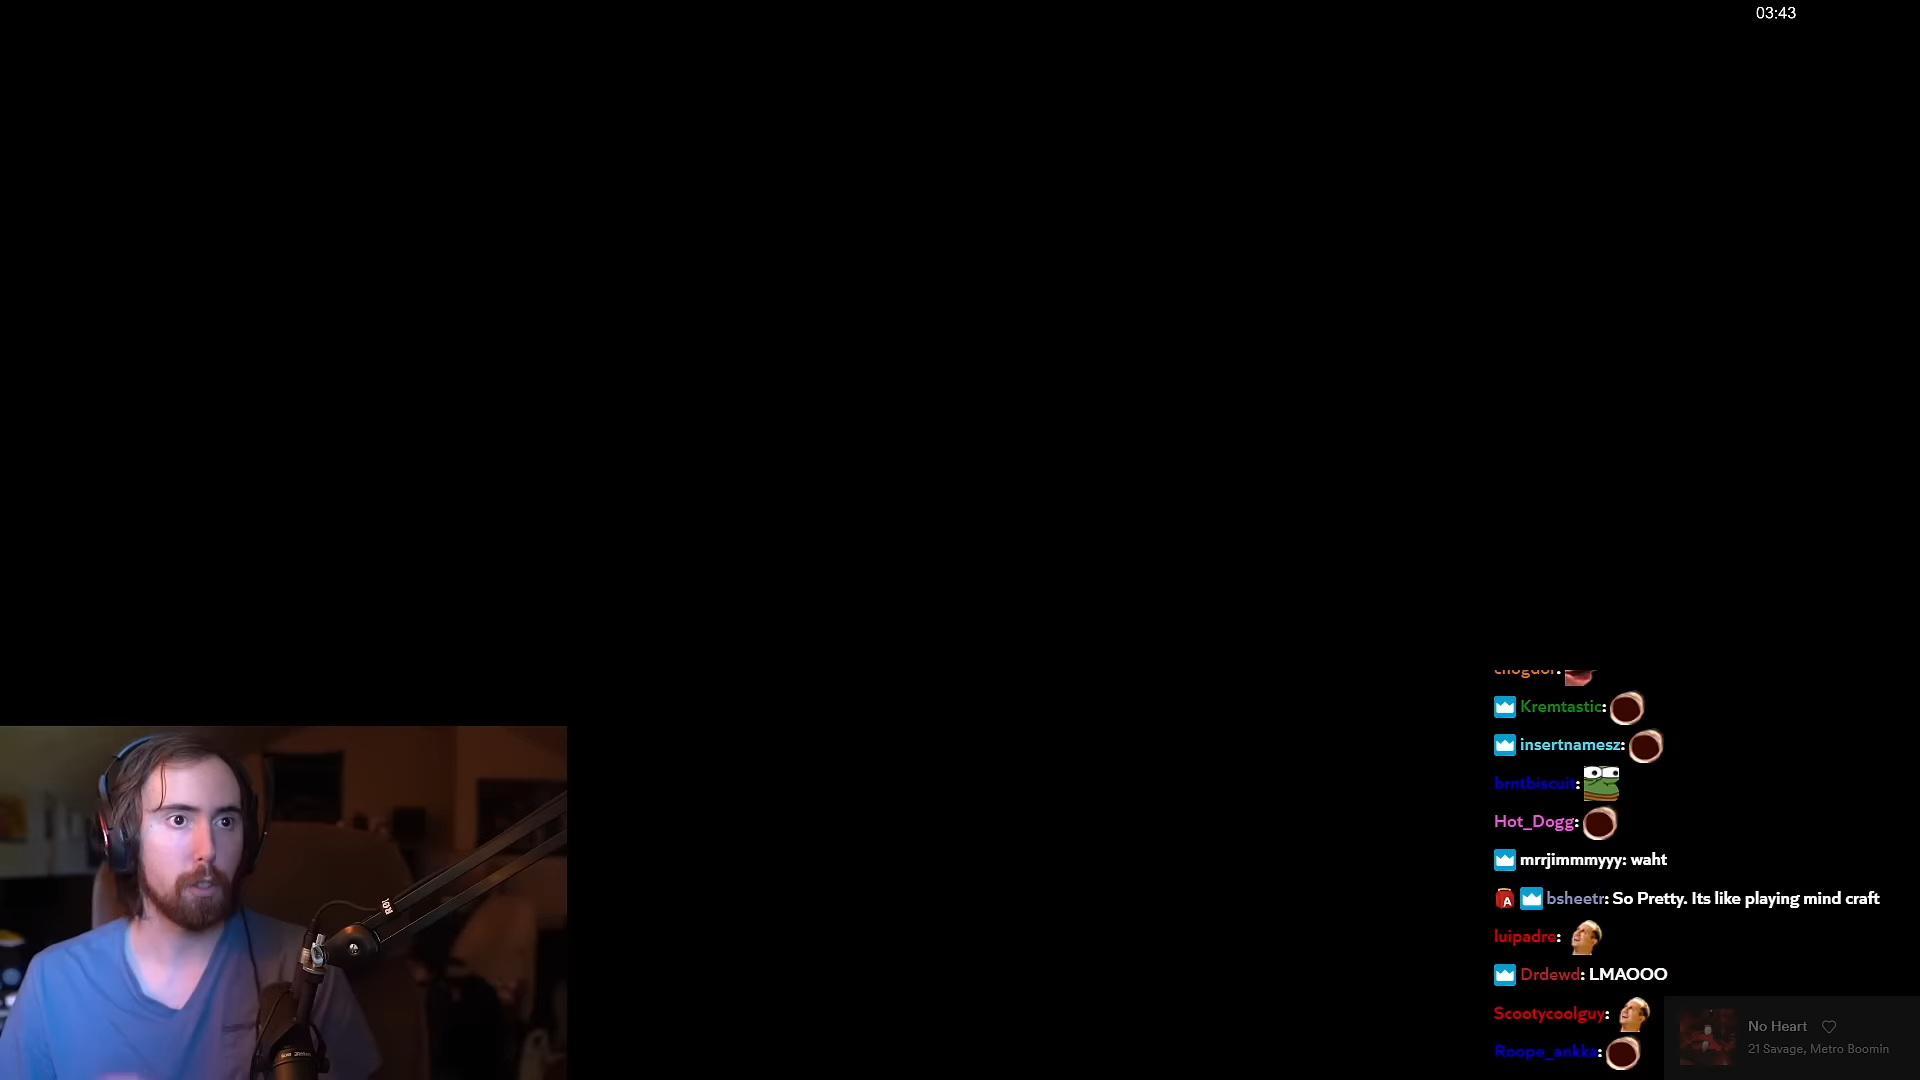 03:43
Kremtastic:
insertnamesz:
brntbiscuit:
Hot_Dogg:
mrrjimmmyyy: waht
A bsheetr: So Pretty. Its like playing mind craft
luipadre:
Drdewd: LMAOOO
Scootycoolguy:
No Heart
21 Savage, Metro Boomin
Roope_ankka: